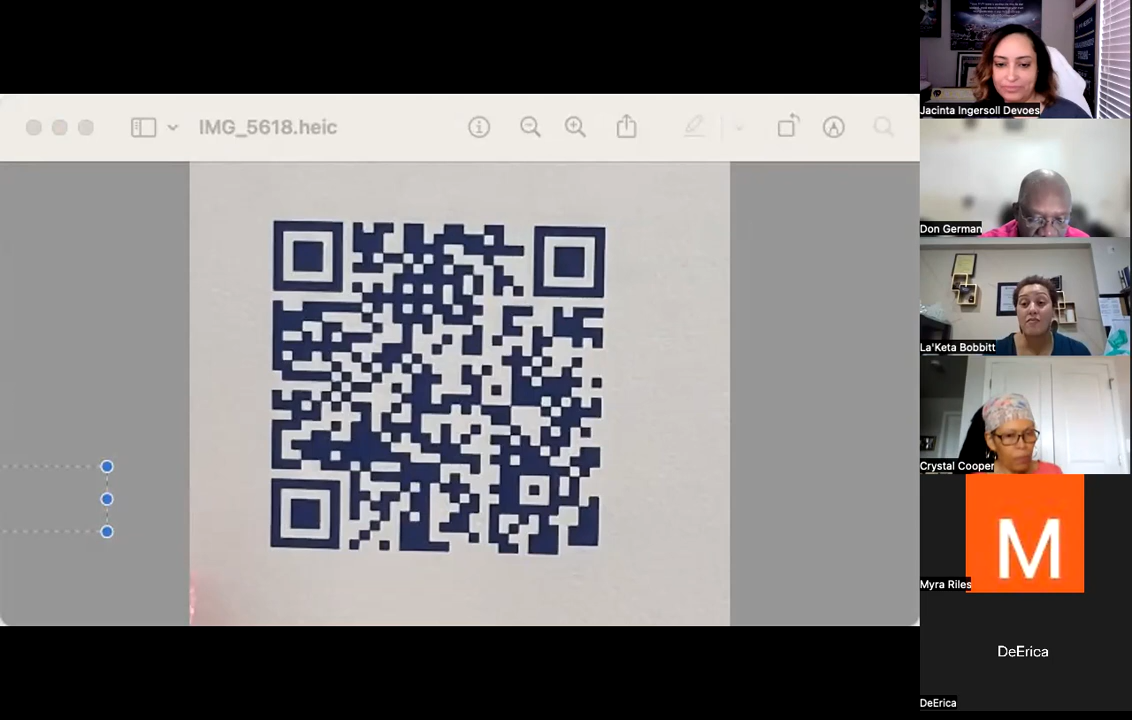 IMG_5618.heic
Jacinta Ingersoll Devoes
Don German
La'Keta Bobbitt
Crystal Cooper
M
Myra Riles
DeErica
DeErica